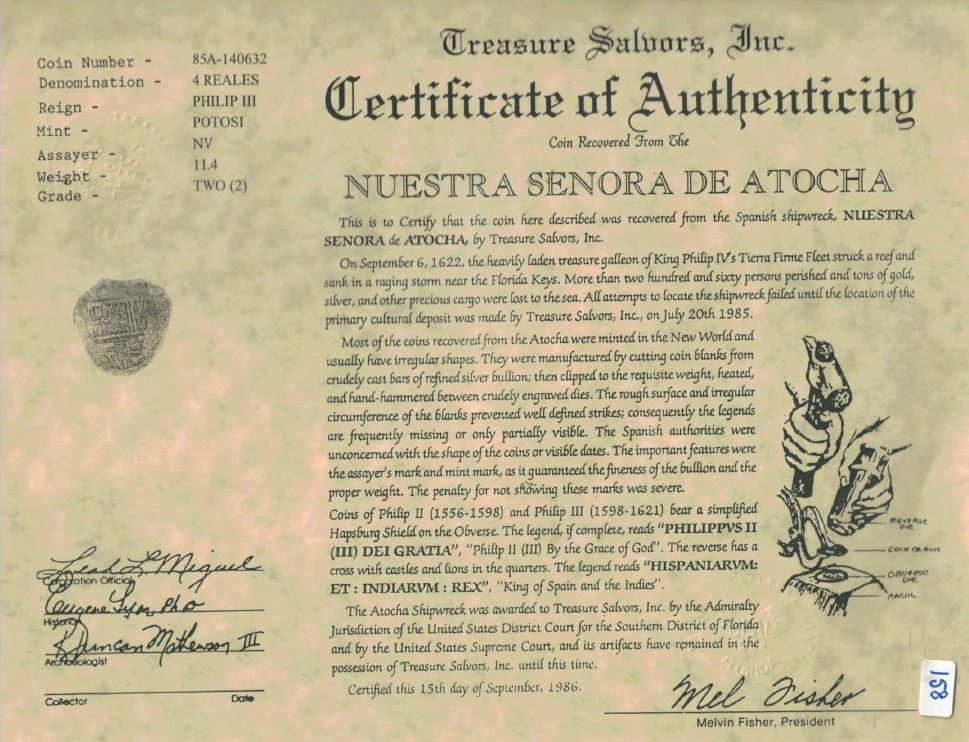 Treasure Salvors, Inc.
Certificate of Authenticity
Coin Recovered From The
NUESTRA SENORA DE ATOCHA
Coin Number - 85A-140632
Denomination - 4 REALES
Reign - PHILIP III
Mint - POTOSI
Assayer - NV
Weight - 11.4
Grade - TWO (2)
This is to Certify that the coin here described was recovered from the Spanish shipwreck, NUESTRA
SENORA de ATOCHA, by Treasure Salvors, Inc.
On September 6, 1622, the heavily laden treasure galleon of King Philip IV's Tierra Firme Fleet struck a reef and
sank in a raging storm near the Florida Keys. More than two hundred and sixty persons perished and tons of gold,
silver, and other precious cargo were lost to the sea. All attempts to locate the shipwreck failed until the location of the
primary cultural deposit was made by Treasure Salvors, Inc., on July 20th 1985.
Most of the coins recovered from the Atocha were minted in the New World and
usually have irregular shapes. They were manufactured by cutting coin blanks from
crudely cast bars of refined silver bullion; then clipped to the requisite weight, heated,
and hand-hammered between crudely engraved dies. The rough surface and irregular
circumference of the blanks prevented well defined strikes; consequently the legends
are frequently missing or only partially visible. The Spanish authorities were
unconcerned with the shape of the coins or visible dates. The important features were
the assayer's mark and mint mark, as it guaranteed the fineness of the bullion and the
proper weight. The penalty for not showing these marks was severe.
Coins of Philip II (1556-1598) and Philip III (1598-1621) bear a simplified
Hapsburg Shield on the Obverse. The legend, if complete, reads "PHILIPPVS II
(III) DEI GRATIA", "Philip II (III) By the Grace of God". The reverse has a
cross with castles and lions in the quarters. The legend reads "HISPANIARVM:
ET : INDIARVM : REX", "King of Spain and the Indies".
The Atocha Shipwreck was awarded to Treasure Salvors, Inc. by the Admiralty
Jurisdiction of the United States District Court for the Southern District of Florida
and by the United States Supreme Court, and its artifacts have remained in the
possession of Treasure Salvors, Inc. until this time.
Certified this 15th day of September, 1986.
REVERSE
DIE
COIN BLANK
OBVERSE
DIE
ANVIL
Leah L Miguel
Corporation Official
Eugene Lyon PhD
Historian
R Duncan Mathewson III
Archeologist
Collector Date
Mel Fisher
Melvin Fisher, President
FLORIDA
158